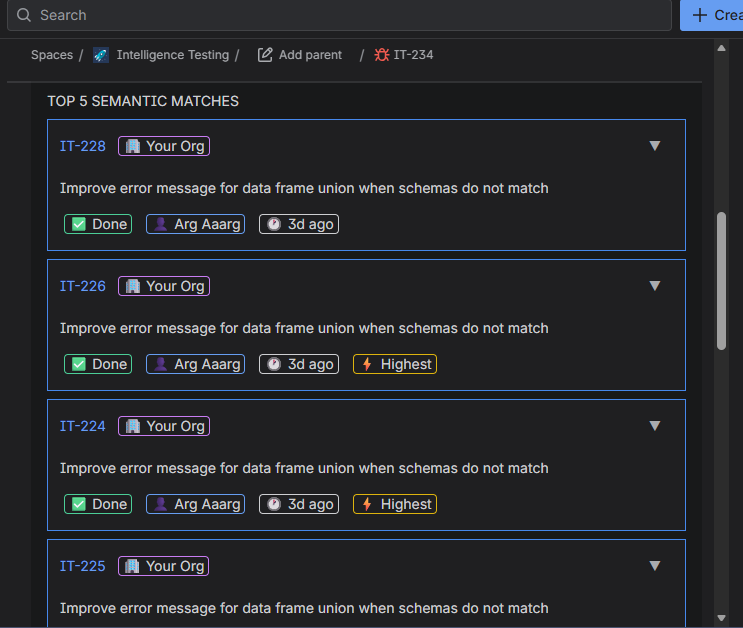 Search
+ Crea
Spaces / Intelligence Testing / Add parent / IT-234
TOP 5 SEMANTIC MATCHES
IT-228 Your Org ▼
Improve error message for data frame union when schemas do not match
Done Arg Aaarg 3d ago
IT-226 Your Org ▼
Improve error message for data frame union when schemas do not match
Done Arg Aaarg 3d ago Highest
IT-224 Your Org ▼
Improve error message for data frame union when schemas do not match
Done Arg Aaarg 3d ago Highest
IT-225 Your Org ▼
Improve error message for data frame union when schemas do not match